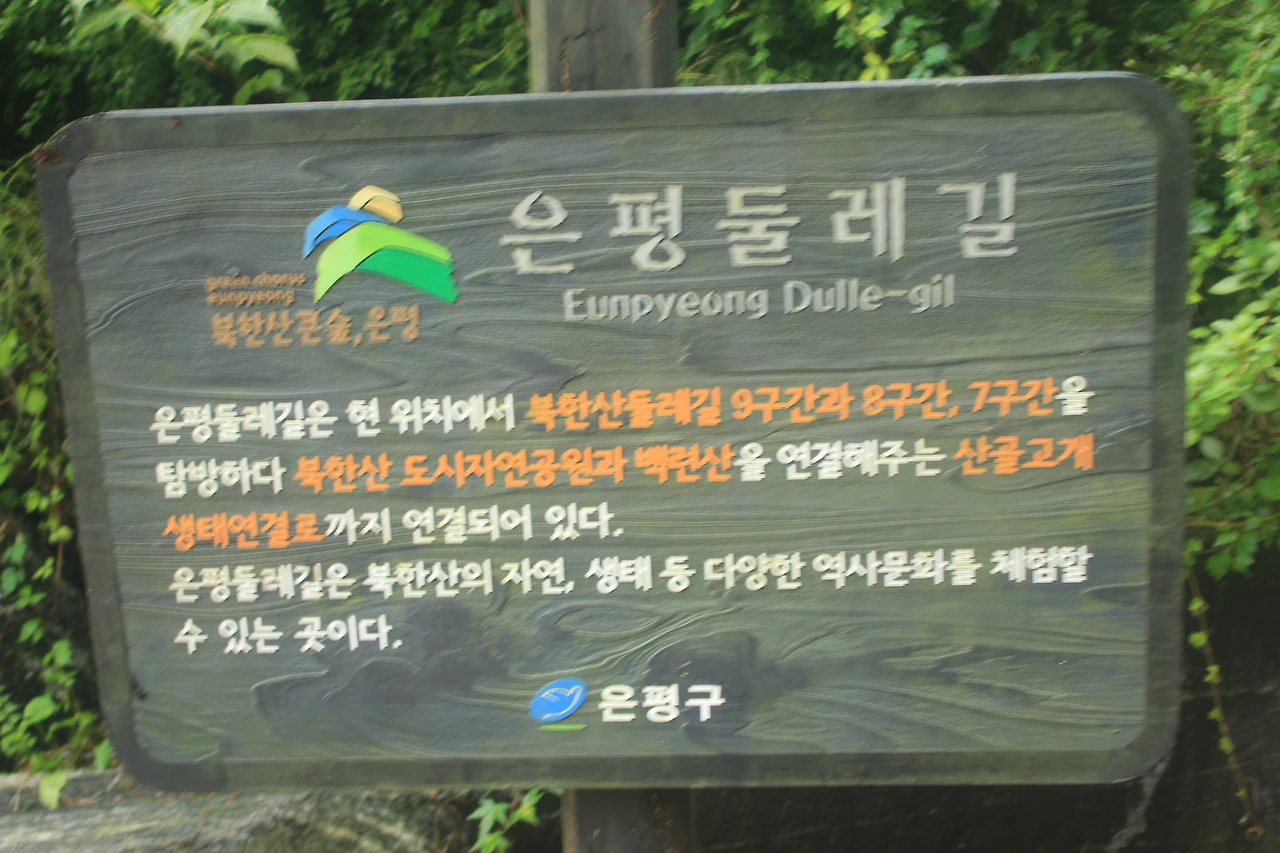 은평둘레길
Eunpyeong Dulle-gil
green chorus
eunpyeong
북한산큰숲,은평
은평둘레길은 현 위치에서 북한산둘레길 9구간과 8구간, 7구간을
탐방하다 북한산 도시자연공원과 백련산을 연결해주는 산골고개
생태연결로까지 연결되어 있다.
은평둘레길은 북한산의 자연, 생태 등 다양한 역사문화를 체험할
수 있는 곳이다.
은평구